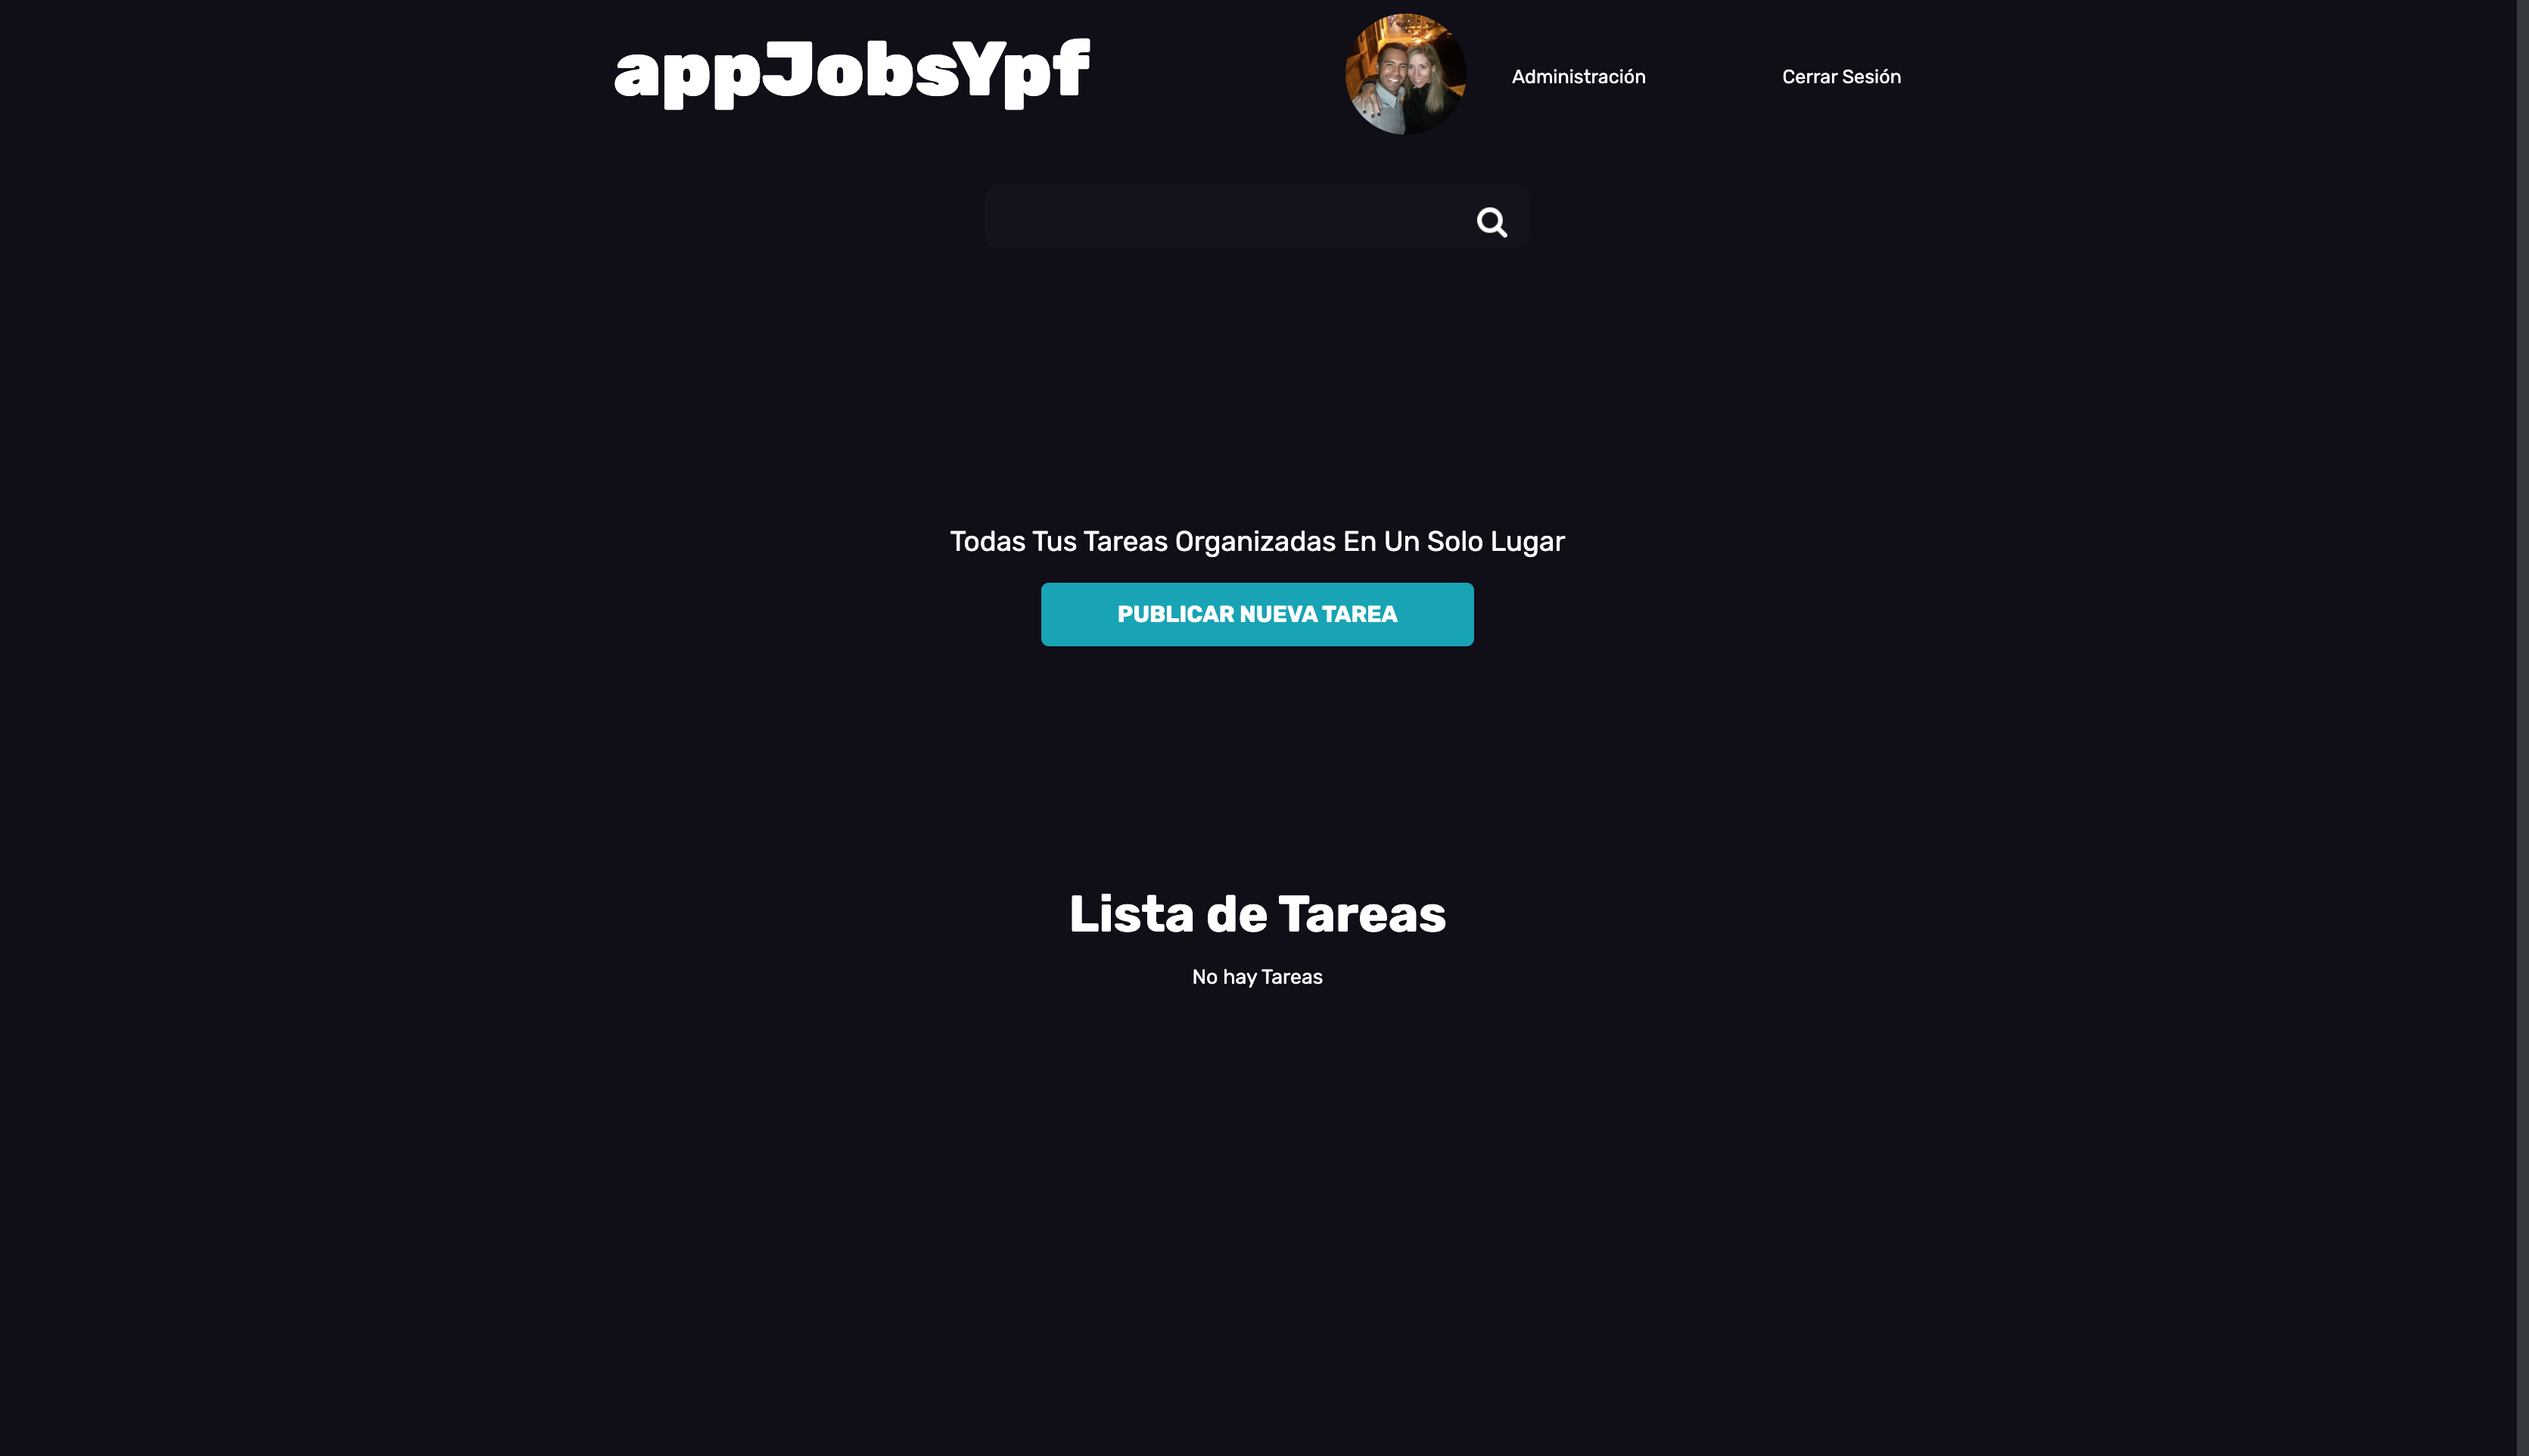 appJobsYpf
Administración
Cerrar Sesión
Todas Tus Tareas Organizadas En Un Solo Lugar
PUBLICAR NUEVA TAREA
Lista de Tareas
No hay Tareas